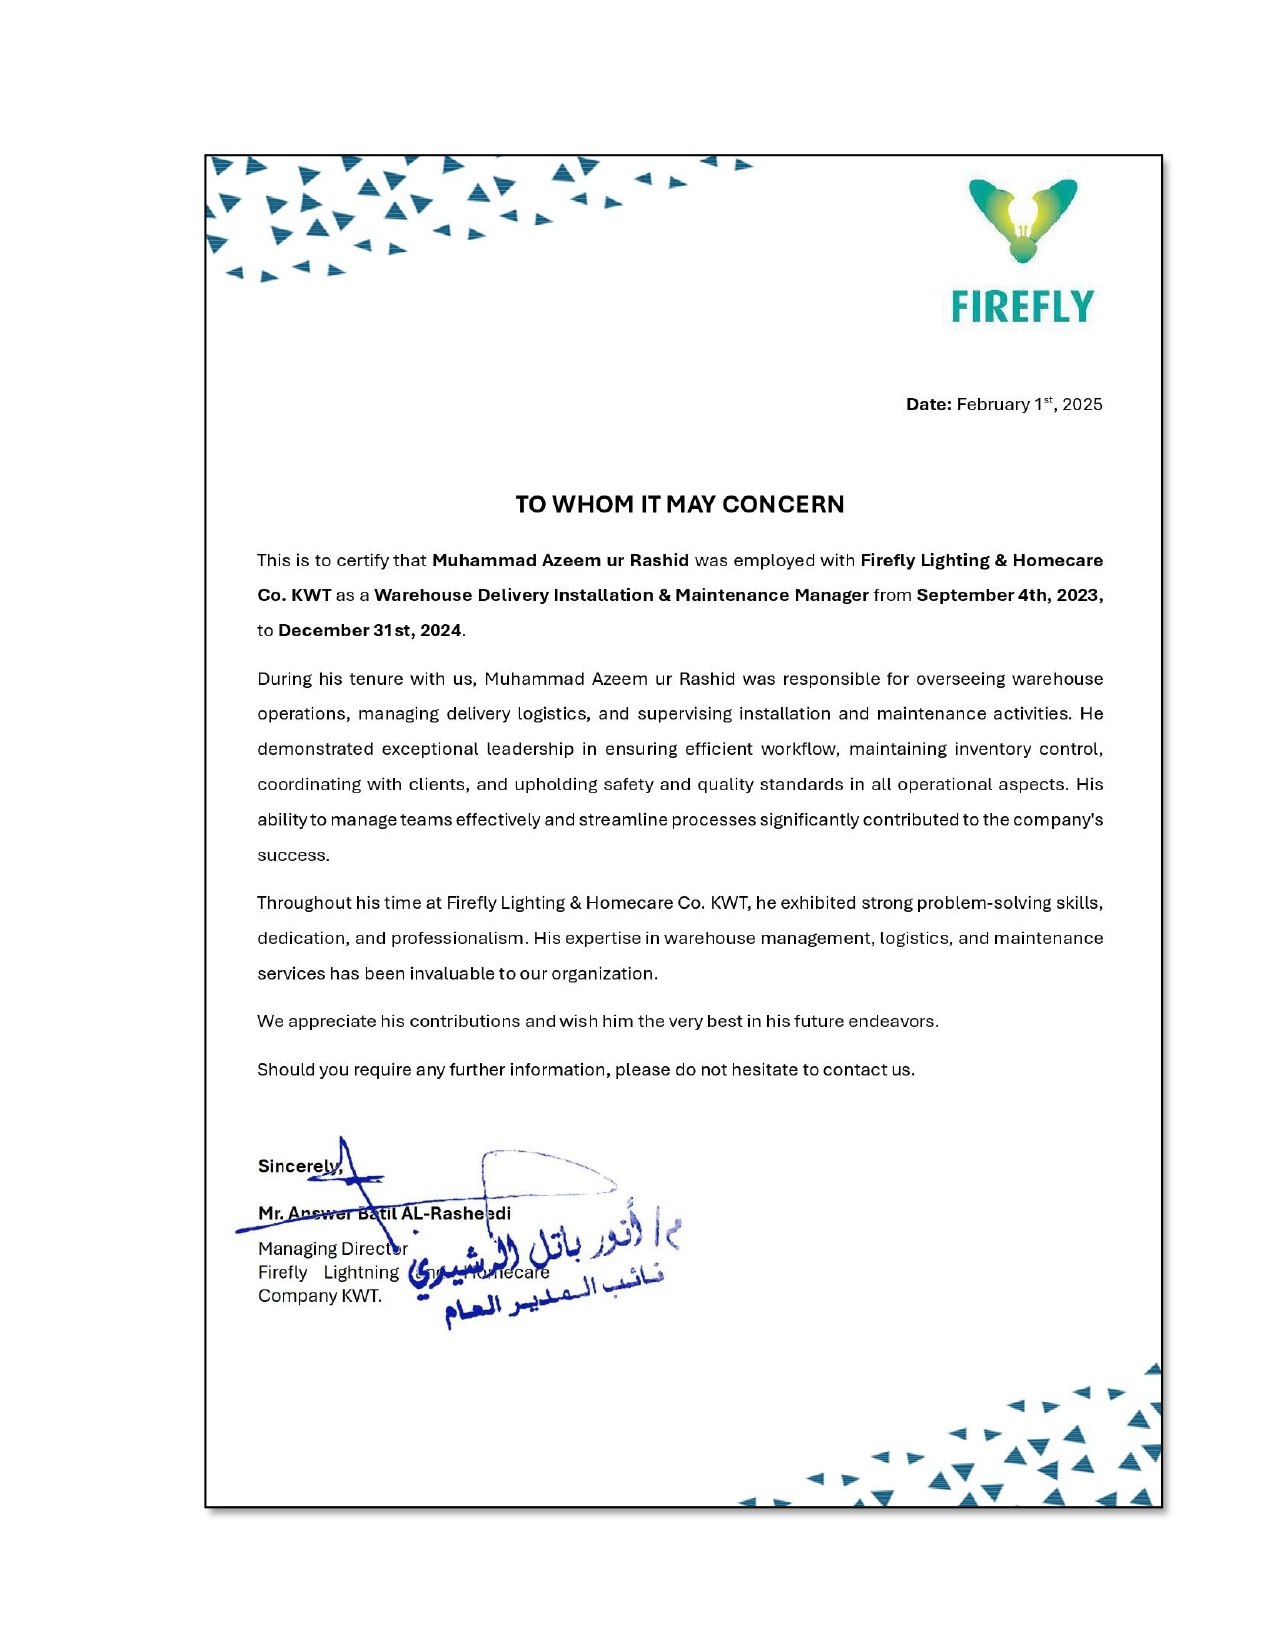 FIREFLY
Date: February 1st, 2025
TO WHOM IT MAY CONCERN
This is to certify that Muhammad Azeem ur Rashid was employed with Firefly Lighting & Homecare
Co. KWT as a Warehouse Delivery Installation & Maintenance Manager from September 4th, 2023,
to December 31st, 2024.
During his tenure with us, Muhammad Azeem ur Rashid was responsible for overseeing warehouse
operations, managing delivery logistics, and supervising installation and maintenance activities. He
demonstrated exceptional leadership in ensuring efficient workflow, maintaining inventory control,
coordinating with clients, and upholding safety and quality standards in all operational aspects. His
ability to manage teams effectively and streamline processes significantly contributed to the company's
success.
Throughout his time at Firefly Lighting & Homecare Co. KWT, he exhibited strong problem-solving skills,
dedication, and professionalism. His expertise in warehouse management, logistics, and maintenance
services has been invaluable to our organization.
We appreciate his contributions and wish him the very best in his future endeavors.
Should you require any further information, please do not hesitate to contact us.
Sincerely,
Mr. Answer Batil AL-Rasheedi
Managing Director
Firefly Lightning and Homecare
Company KWT.
م/ أنور باتل الرشيدي
نائب المدير العام